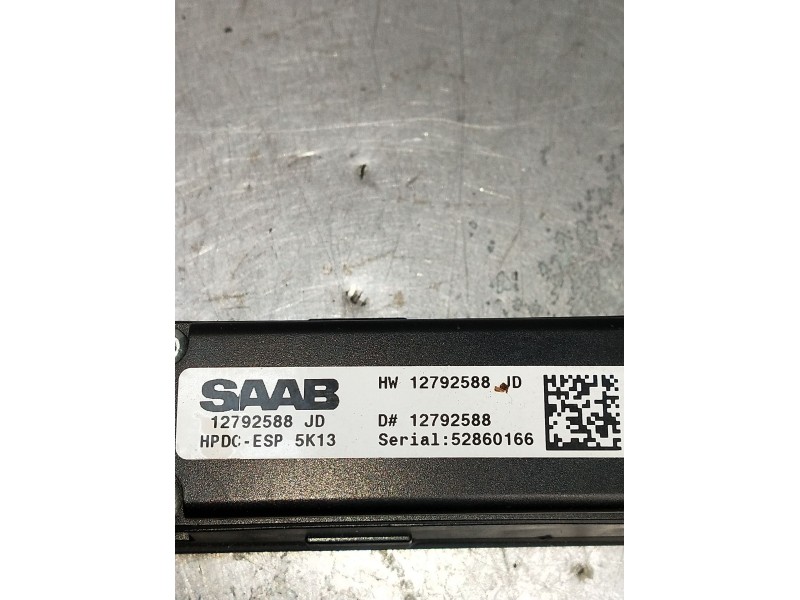 SAAB
12792588 JD
HPDC-ESP 5K13
HW 12792588 JD
D# 12792588
Serial:52860166